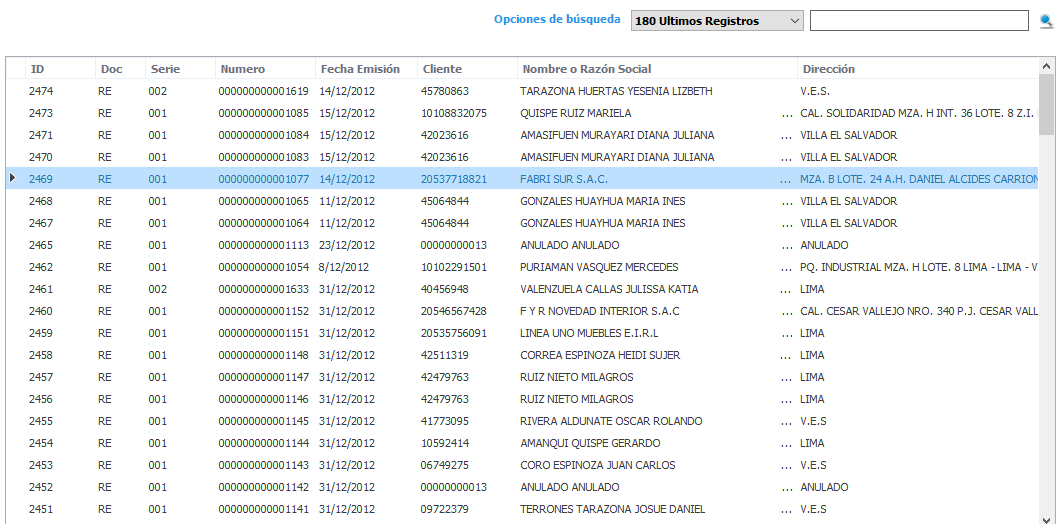 Opciones de búsqueda 180 Ultimos Registros
ID Doc Serie Numero Fecha Emisión Cliente Nombre o Razón Social Dirección
2474 RE 002 000000000001619 14/12/2012 45780863 TARAZONA HUERTAS YESENIA LIZBETH V.E.S.
2473 RE 001 000000000001085 15/12/2012 10108832075 QUISPE RUIZ MARIELA ... CAL. SOLIDARIDAD MZA. H INT. 36 LOTE. 8 Z.I.
2471 RE 001 000000000001084 15/12/2012 42023616 AMASIFUEN MURAYARI DIANA JULIANA ... VILLA EL SALVADOR
2470 RE 001 000000000001083 15/12/2012 42023616 AMASIFUEN MURAYARI DIANA JULIANA ... VILLA EL SALVADOR
2469 RE 001 000000000001077 14/12/2012 20537718821 FABRI SUR S.A.C. ... MZA. B LOTE. 24 A.H. DANIEL ALCIDES CARRION
2468 RE 001 000000000001065 11/12/2012 45064844 GONZALES HUAYHUA MARIA INES ... VILLA EL SALVADOR
2467 RE 001 000000000001064 11/12/2012 45064844 GONZALES HUAYHUA MARIA INES ... VILLA EL SALVADOR
2465 RE 001 000000000001113 23/12/2012 00000000013 ANULADO ANULADO ... ANULADO
2462 RE 001 000000000001054 8/12/2012 10102291501 PURIAMAN VASQUEZ MERCEDES ... PQ. INDUSTRIAL MZA. H LOTE. 8 LIMA - LIMA - V
2461 RE 002 000000000001633 31/12/2012 40456948 VALENZUELA CALLAS JULISSA KATIA ... LIMA
2460 RE 001 000000000001152 31/12/2012 20546567428 F Y R NOVEDAD INTERIOR S.A.C ... CAL. CESAR VALLEJO NRO. 340 P.J. CESAR VALL
2459 RE 001 000000000001151 31/12/2012 20535756091 LINEA UNO MUEBLES E.I.R.L ... LIMA
2458 RE 001 000000000001148 31/12/2012 42511319 CORREA ESPINOZA HEIDI SUJER ... LIMA
2457 RE 001 000000000001147 31/12/2012 42479763 RUIZ NIETO MILAGROS ... LIMA
2456 RE 001 000000000001146 31/12/2012 42479763 RUIZ NIETO MILAGROS ... LIMA
2455 RE 001 000000000001145 31/12/2012 41773095 RIVERA ALDUNATE OSCAR ROLANDO ... V.E.S
2454 RE 001 000000000001144 31/12/2012 10592414 AMANQUI QUISPE GERARDO ... LIMA
2453 RE 001 000000000001143 31/12/2012 06749275 CORO ESPINOZA JUAN CARLOS ... V.E.S
2452 RE 001 000000000001142 31/12/2012 00000000013 ANULADO ANULADO ... ANULADO
2451 RE 001 000000000001141 31/12/2012 09722379 TERRONES TARAZONA JOSUE DANIEL ... V.E.S